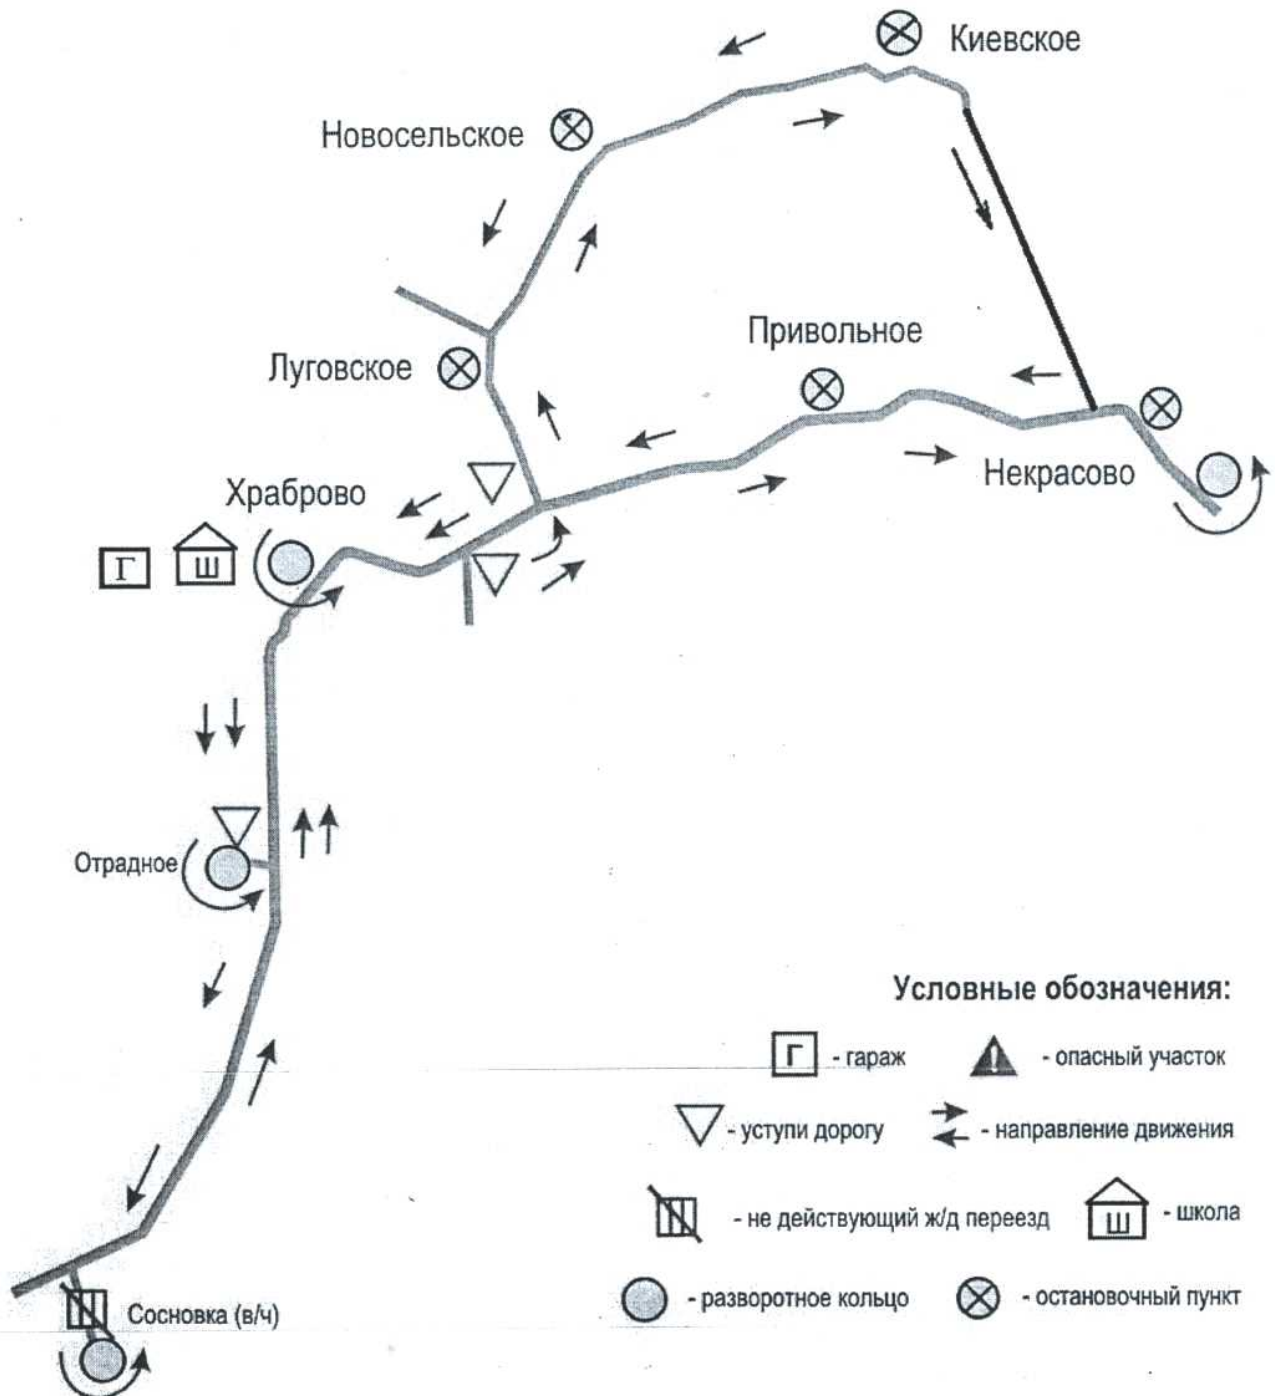 Киевское
Новосельское
Привольное
Луговское
Некрасово
Храброво
Г
Ш
Отрадное
Условные обозначения:
Г - гараж
- опасный участок
- уступи дорогу
- направление движения
- не действующий ж/д переезд
Ш - школа
- разворотное кольцо
- остановочный пункт
Сосновка (в/ч)